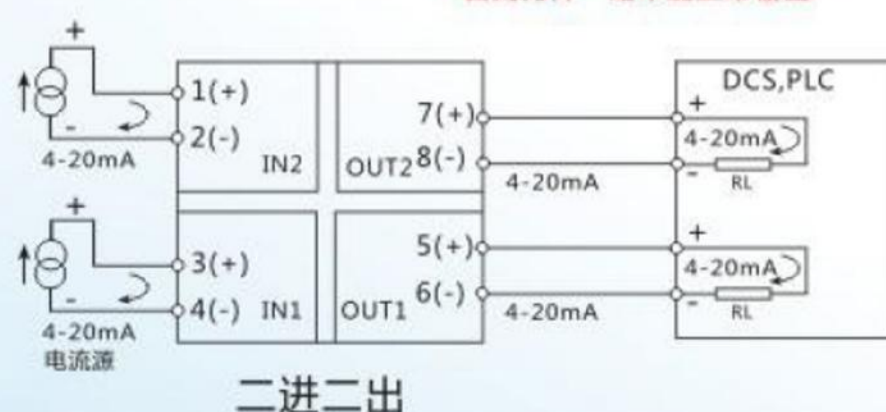 +
1(+)
-
2(-)
4-20mA
IN2
7(+)
OUT2
8(-)
4-20mA
DCS,PLC
+
4-20mA
-
RL
+
3(+)
-
4(-)
IN1
4-20mA
电流源
5(+)
OUT1
6(-)
4-20mA
+
4-20mA
-
RL
二进二出